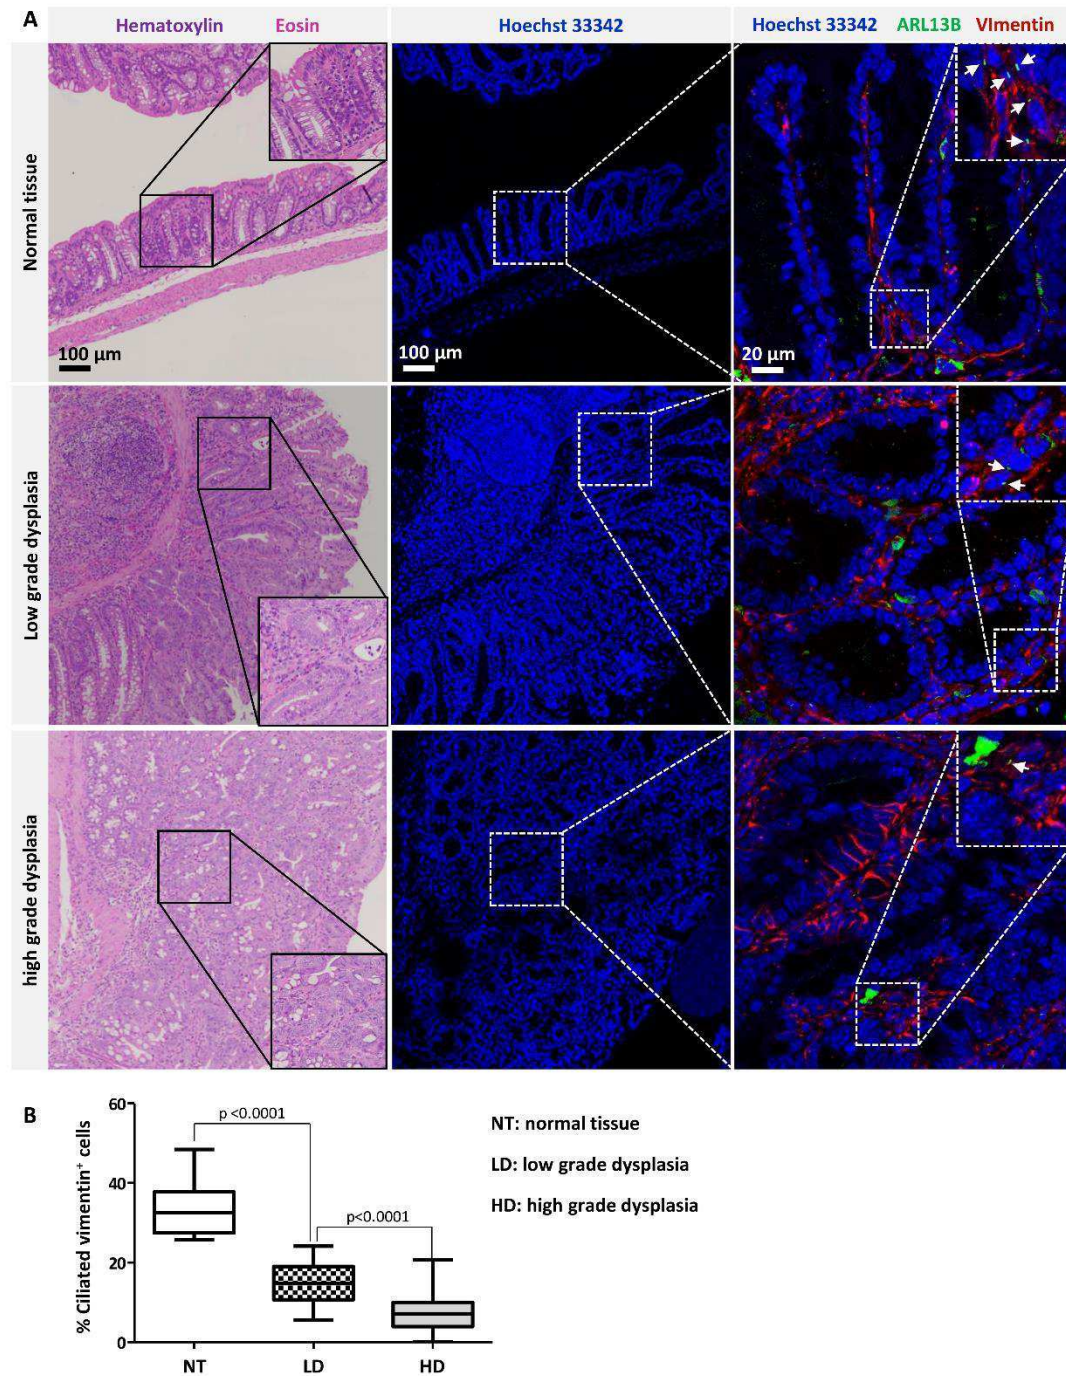 A
Hematoxylin Eosin
Hoechst 33342
Hoechst 33342 ARL13B VImentin
Normal tissue
100 µm
100 µm
20 µm
Low grade dysplasia
high grade dysplasia
B
% Ciliated vimentin⁺ cells
60
40
20
0
p <0.0001
p<0.0001
NT
LD
HD
NT: normal tissue
LD: low grade dysplasia
HD: high grade dysplasia